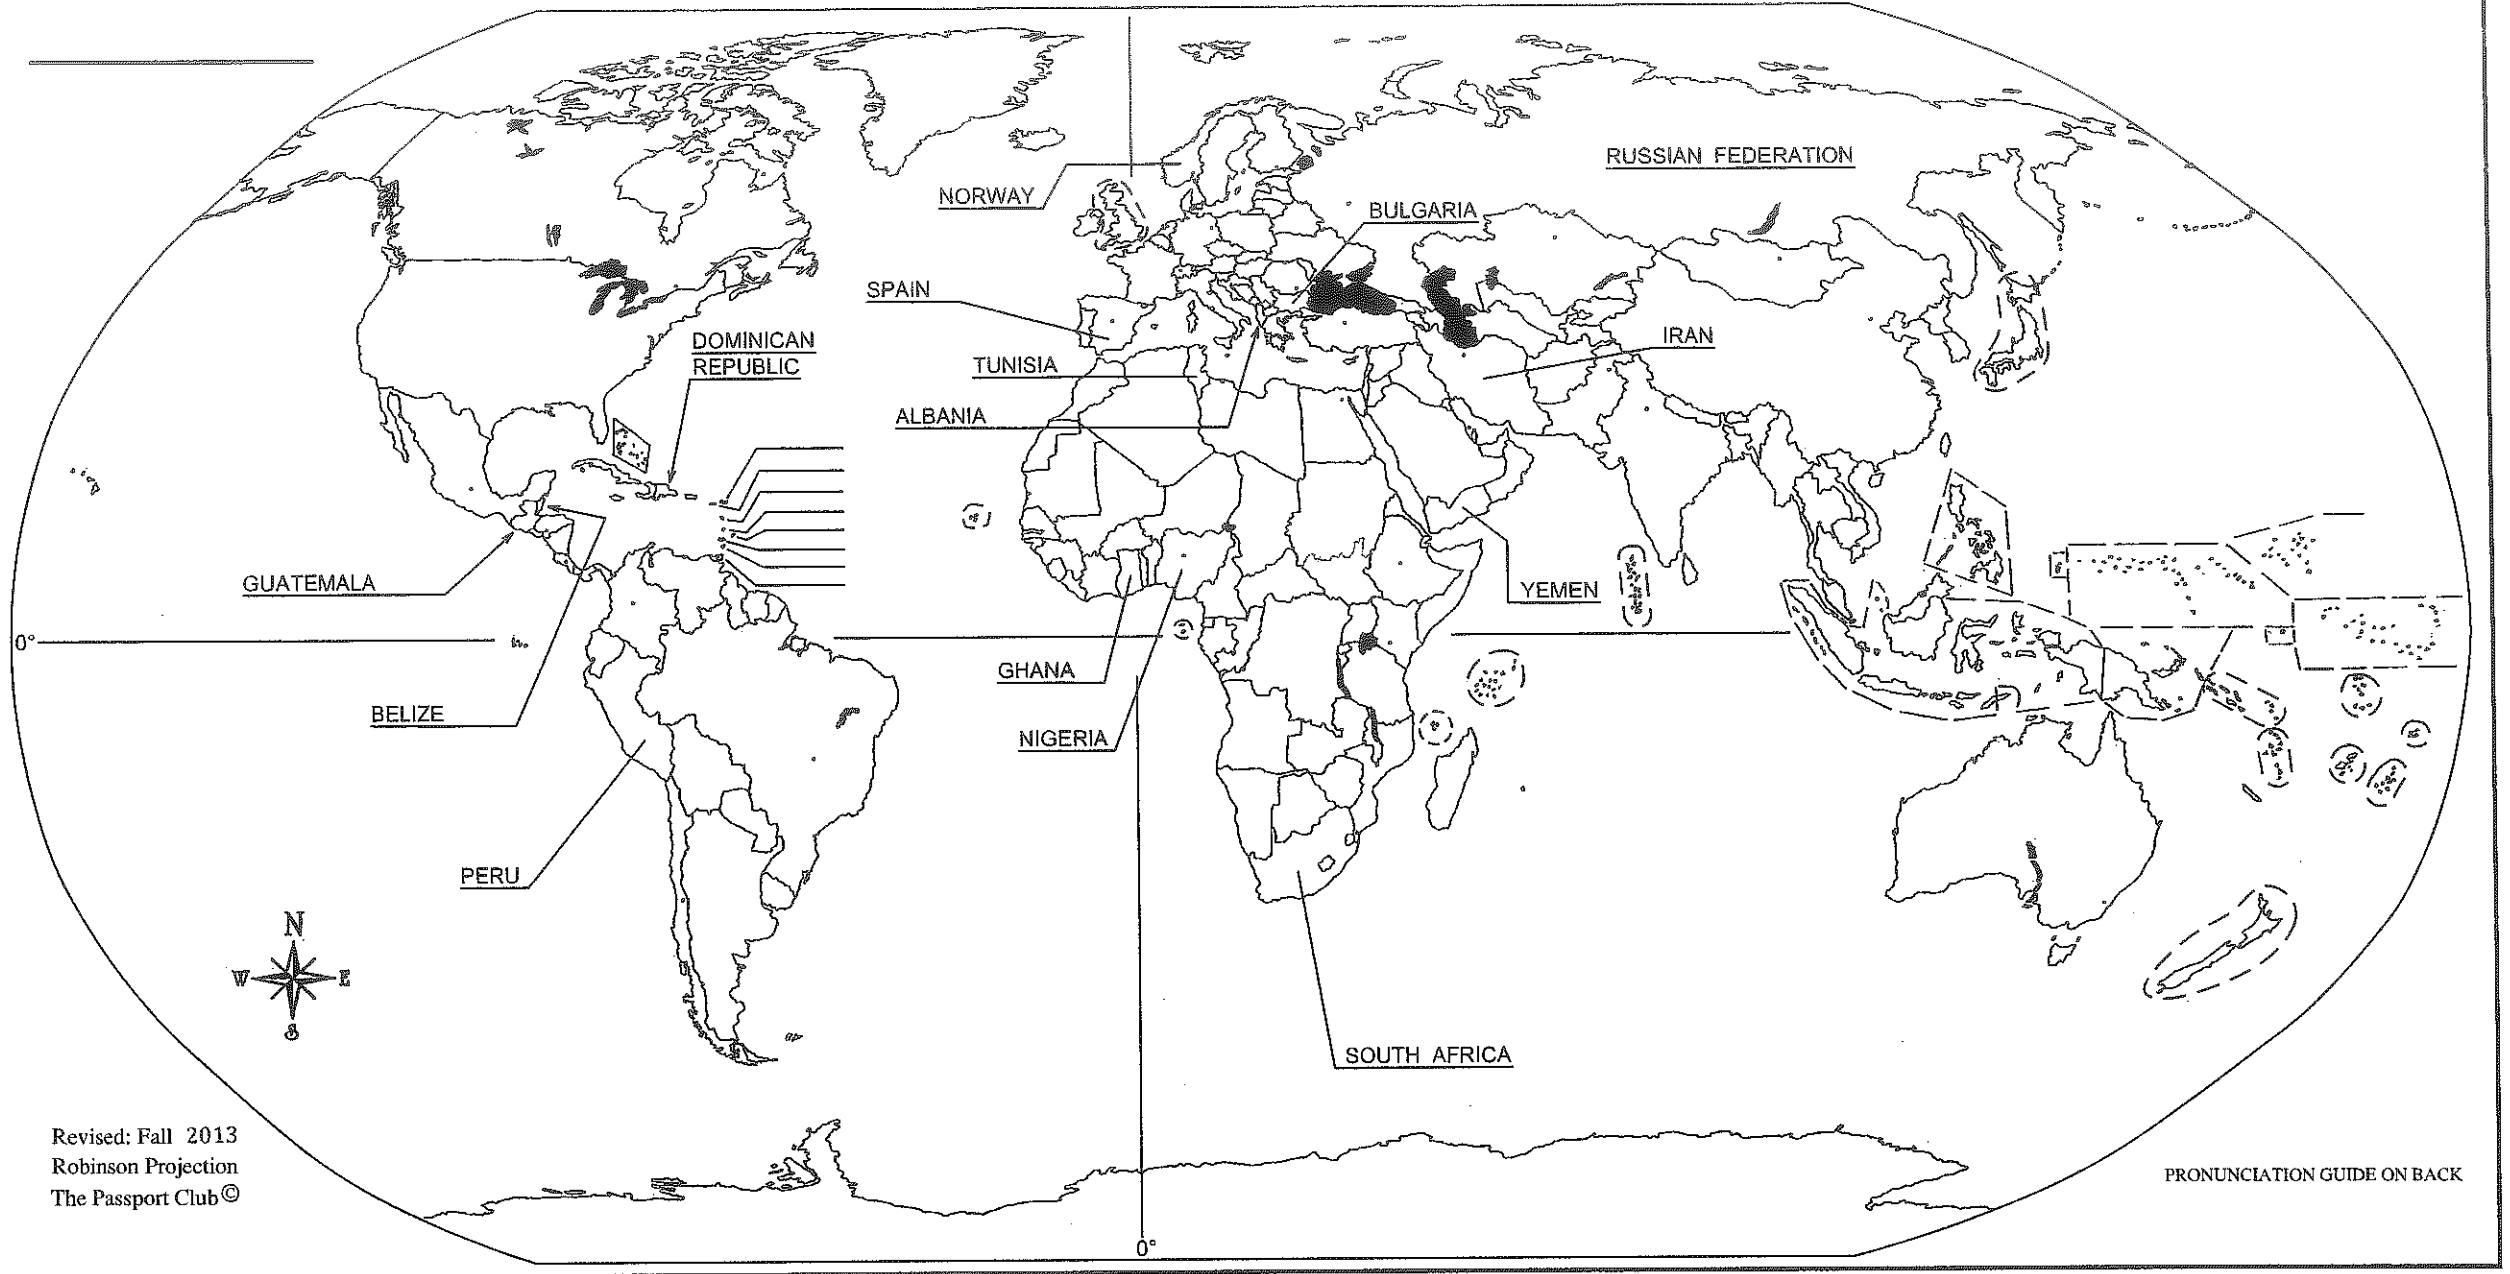 RUSSIAN FEDERATION
NORWAY
BULGARIA
SPAIN
DOMINICAN
REPUBLIC
IRAN
TUNISIA
ALBANIA
GUATEMALA
YEMEN
0°
GHANA
BELIZE
NIGERIA
PERU
N
W E
S
SOUTH AFRICA
Revised: Fall 2013
Robinson Projection
The Passport Club©
PRONUNCIATION GUIDE ON BACK
0°